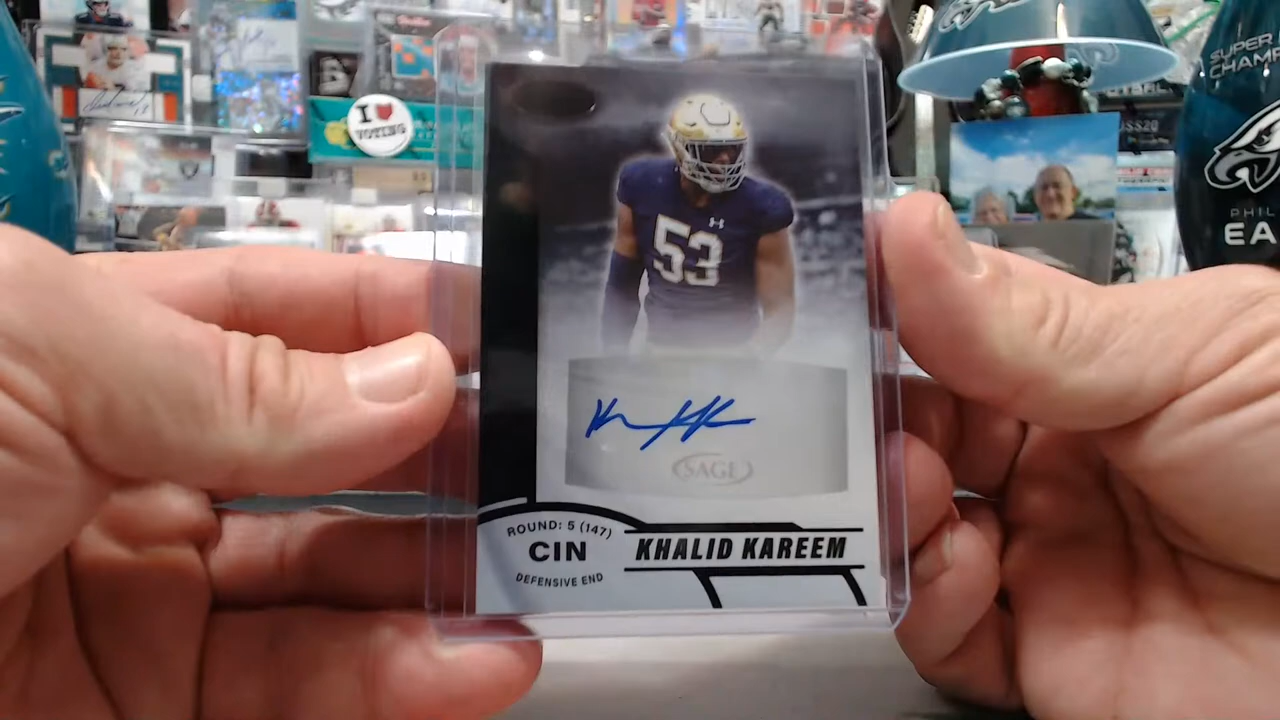 I
VOTING
SUPER
CHAMP
PHIL
EA
53
SAGE
ROUND: 5 (147)
CIN
DEFENSIVE END
KHALID KAREEM